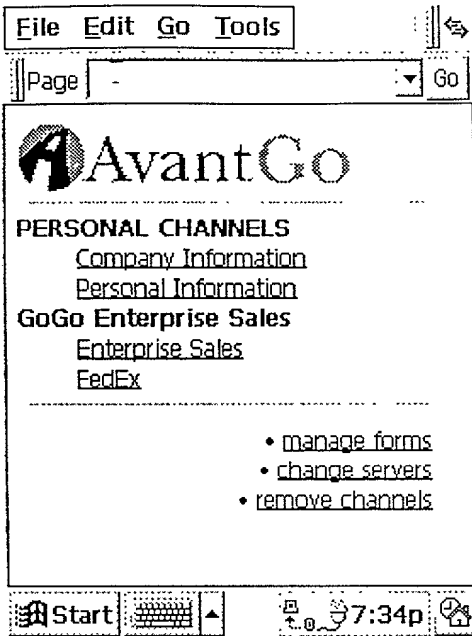 File Edit Go Tools
Page - Go
AvantGo
PERSONAL CHANNELS
Company Information
Personal Information
GoGo Enterprise Sales
Enterprise Sales
FedEx
• manage forms
• change servers
• remove channels
Start 7:34p